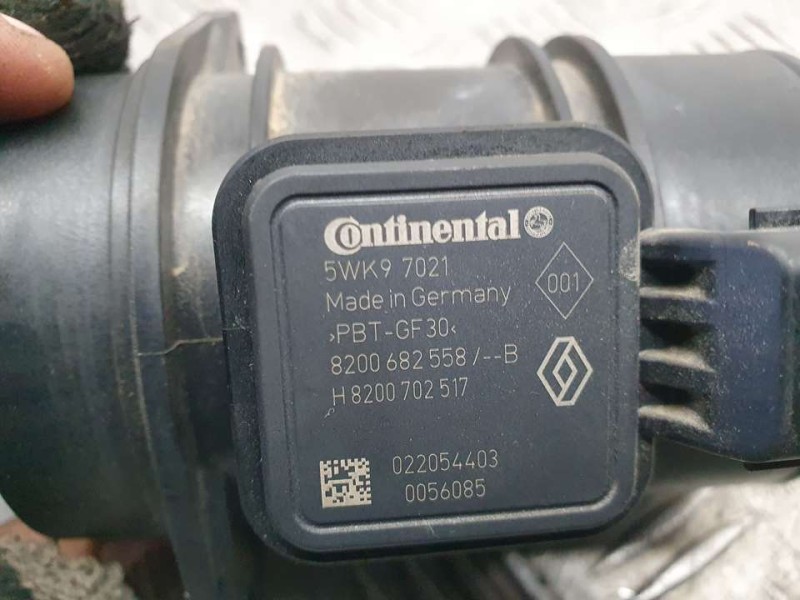 Continental
5WK9 7021
001
Made in Germany
›PBT-GF30‹
8200 682 558 /--B
H 8200 702 517
022054403
0056085